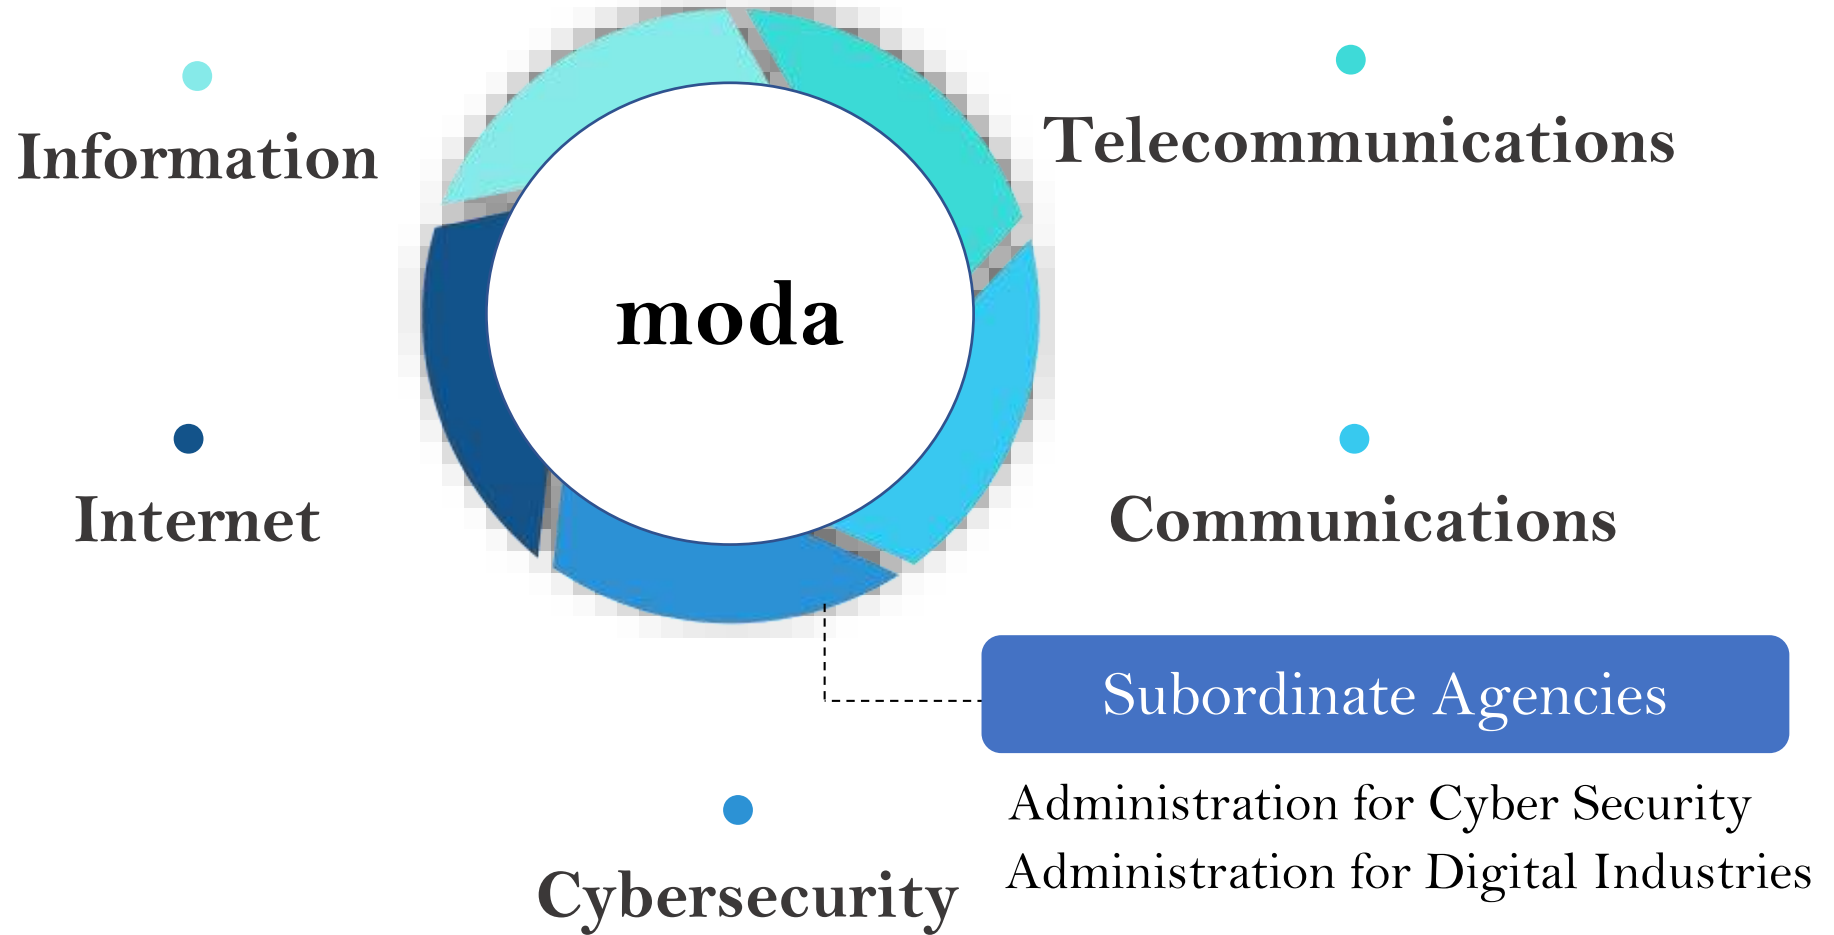 Information
Telecommunications
moda
Internet
Communications
Subordinate Agencies
Administration for Cyber Security
Administration for Digital Industries
Cybersecurity